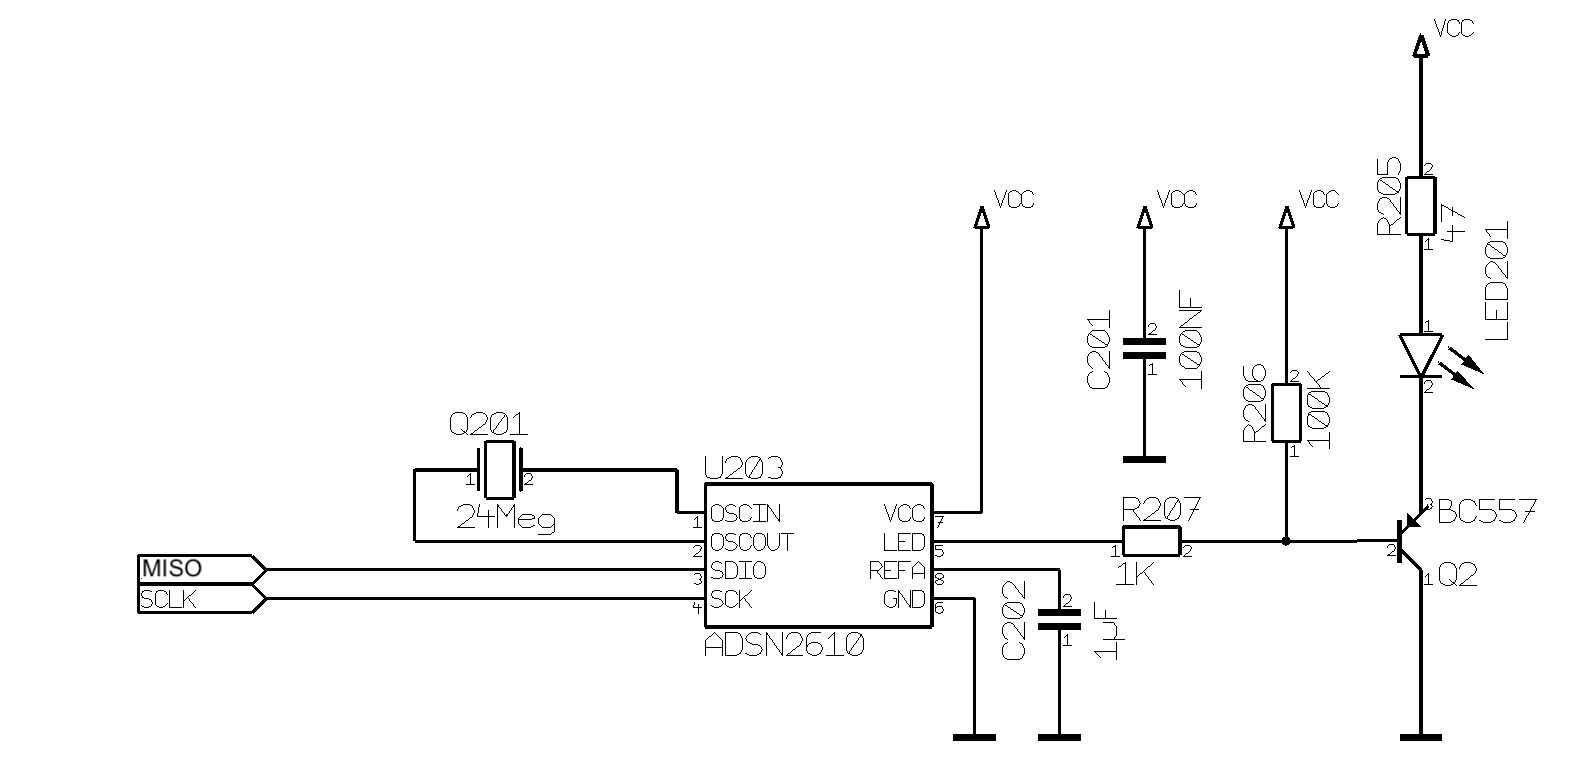 VCC
R205
2
47
1
LED201
1
2
VCC
VCC
VCC
C201
2
100NF
1
R206
2
100K
1
Q201
1
2
24Meg
U203
1
OSCIN
VCC
7
2
OSCOUT
LED
5
3
SDIO
REFA
8
4
SCK
GND
6
ADSN2610
MISO
SCLK
R207
1
2
1K
C202
2
1µF
1
3
BC557
2
1
Q2